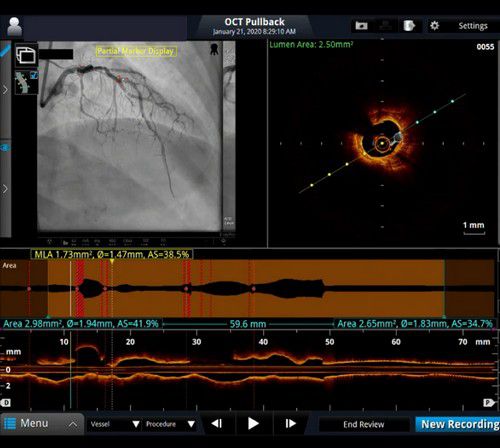 OCT Pullback
January 21, 2020 8:29:10 AM
Settings
Partial Marker Display
Lumen Area: 2.50mm²
0055
1 mm
MLA 1.73mm², Ø=1.47mm, AS=38.5%
Area
Area 2.98mm², Ø=1.94mm, AS=41.9%
59.6 mm
Area 2.65mm², Ø=1.83mm, AS=34.7%
0 10 20 30 40 50 60 70
mm
0
2
D
P
Menu
Vessel
Procedure
End Review
New Recording